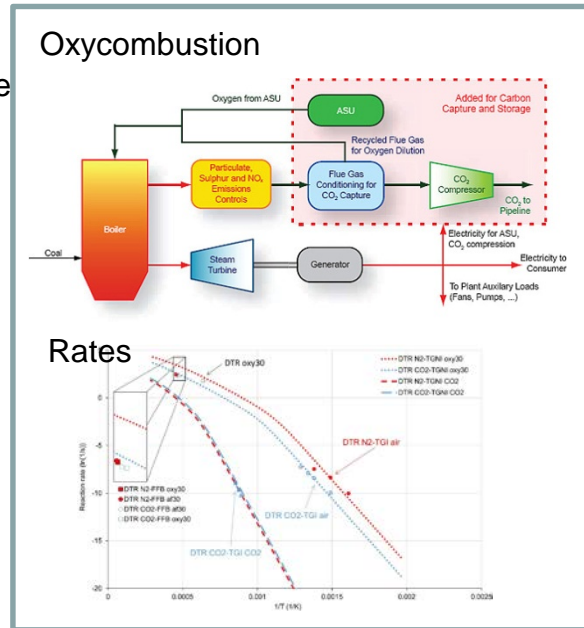 Oxycombustion
e
Oxygen from ASU
ASU
Added for Carbon
Capture and Storage
Recycled Flue Gas
for Oxygen Dilution
Particulate,
Sulphur and NOx
Emissions
Controls
Flue Gas
Conditioning for
CO2 Capture
CO2
Compressor
CO2 to
Pipeline
Boiler
Electricity for ASU,
CO2 compression
Coal
Steam
Turbine
Generator
Electricity to
Consumer
To Plant Auxilary Loads
(Fans, Pumps, ...)
Rates
DTR oxy30
DTR N2-TGNI oxy30
DTR CO2-TGNI oxy30
DTR N2-TGNI CO2
DTR CO2-TGNI CO2
0
-5
-10
-15
-20
Reaction rate (ln(1/s))
DTR N2-TGI air
DTR N2-FFB oxy30
DTR N2-FFB af30
DTR CO2-FFB af30
DTR CO2-FFB oxy30
DTR CO2-TGI air
DTR CO2-TGI CO2
0 0.0005 0.001 0.0015 0.002 0.0025
1/T (1/K)